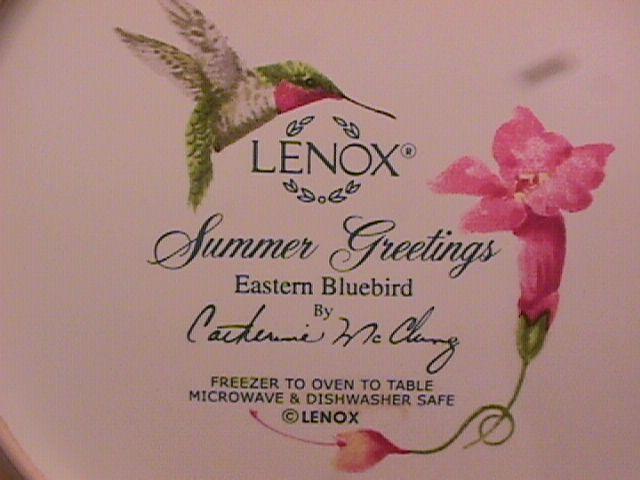 LENOX®
Summer Greetings
Eastern Bluebird
By
Catherine McClung
FREEZER TO OVEN TO TABLE
MICROWAVE & DISHWASHER SAFE
© LENOX